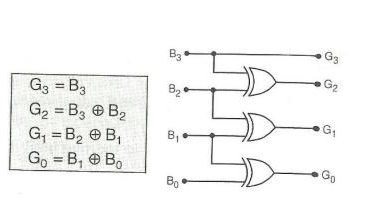 G₃ = B₃
G₂ = B₃ ⊕ B₂
G₁ = B₂ ⊕ B₁
G₀ = B₁ ⊕ B₀
B₃ G₃
G₂
B₂
G₁
B₁
B₀ G₀